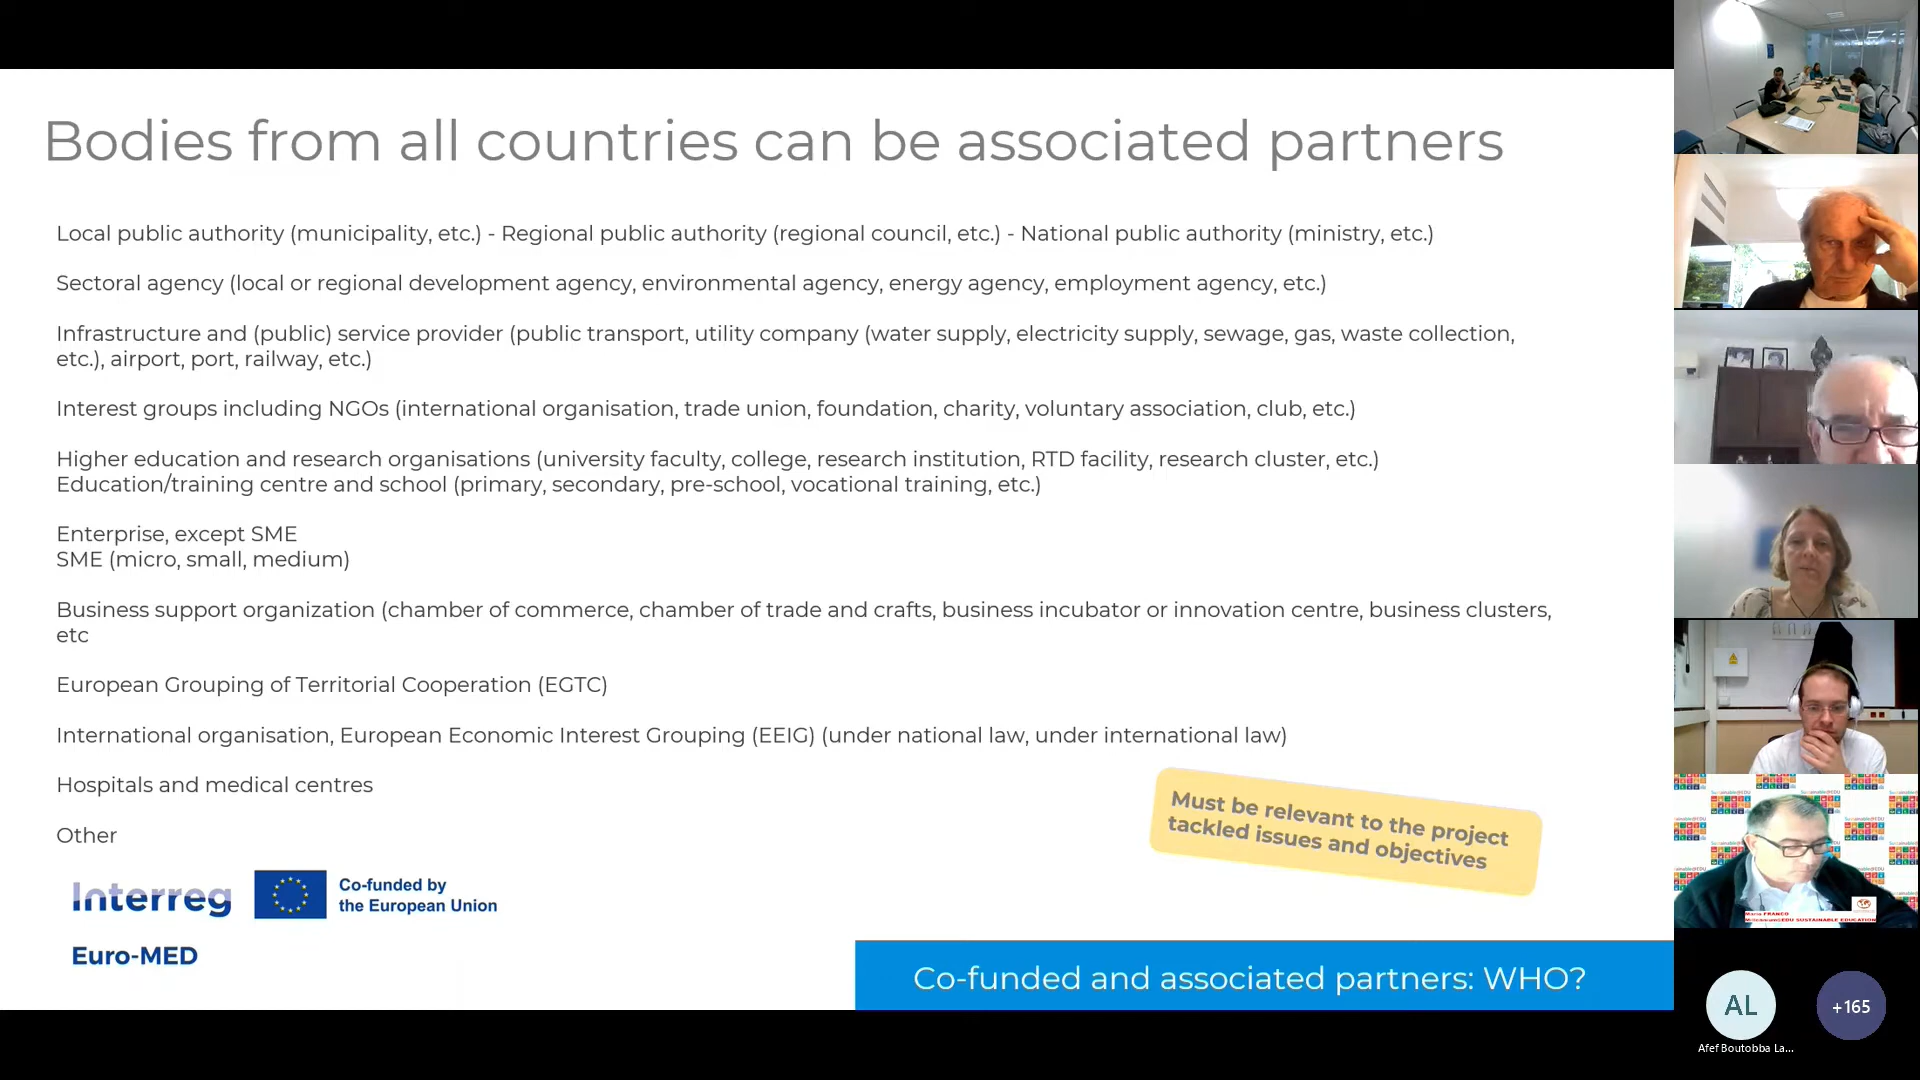 Bodies from all countries can be associated partners
Local public authority (municipality, etc.) - Regional public authority (regional council, etc.) - National public authority (ministry, etc.)
Sectoral agency (local or regional development agency, environmental agency, energy agency, employment agency, etc.)
Infrastructure and (public) service provider (public transport, utility company (water supply, electricity supply, sewage, gas, waste collection,
etc.), airport, port, railway, etc.)
Interest groups including NGOs (international organisation, trade union, foundation, charity, voluntary association, club, etc.)
Higher education and research organisations (university faculty, college, research institution, RTD facility, research cluster, etc.)
Education/training centre and school (primary, secondary, pre-school, vocational training, etc.)
Enterprise, except SME
SME (micro, small, medium)
Business support organization (chamber of commerce, chamber of trade and crafts, business incubator or innovation centre, business clusters,
etc
European Grouping of Territorial Cooperation (EGTC)
International organisation, European Economic Interest Grouping (EEIG) (under national law, under international law)
Hospitals and medical centres
Other
Must be relevant to the project
tackled issues and objectives
Interreg
Co-funded by
the European Union
Euro-MED
Co-funded and associated partners: WHO?
AL
+165
Afef Boutobba La...